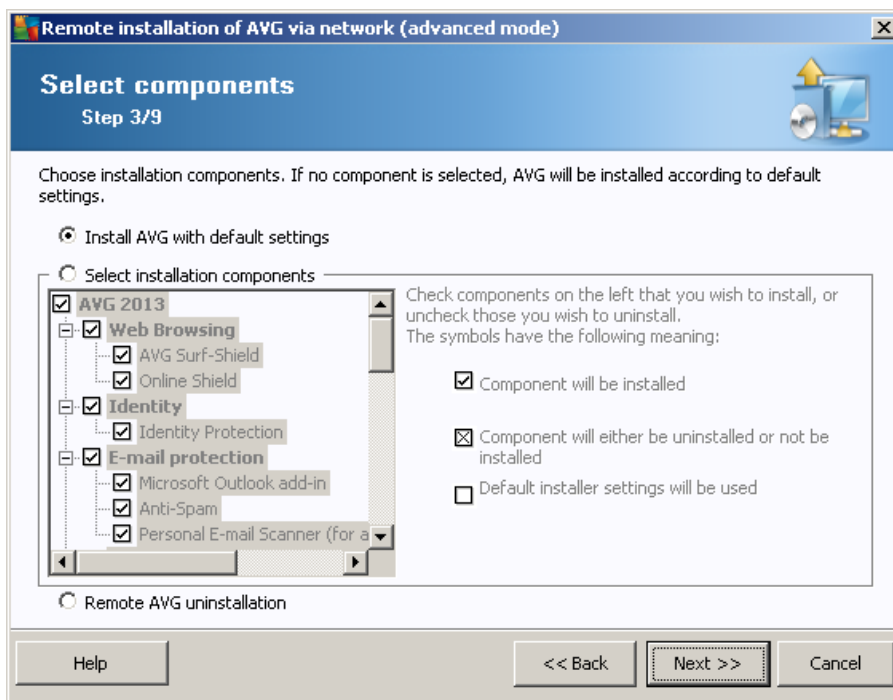 Remote installation of AVG via network (advanced mode)
Select components
Step 3/9
Choose installation components. If no component is selected, AVG will be installed according to default
settings.
Install AVG with default settings
Select installation components
AVG 2013
Web Browsing
AVG Surf-Shield
Online Shield
Identity
Identity Protection
E-mail protection
Microsoft Outlook add-in
Anti-Spam
Personal E-mail Scanner (for a
Check components on the left that you wish to install, or
uncheck those you wish to uninstall.
The symbols have the following meaning:
Component will be installed
Component will either be uninstalled or not be
installed
Default installer settings will be used
Remote AVG uninstallation
Help
<< Back
Next >>
Cancel